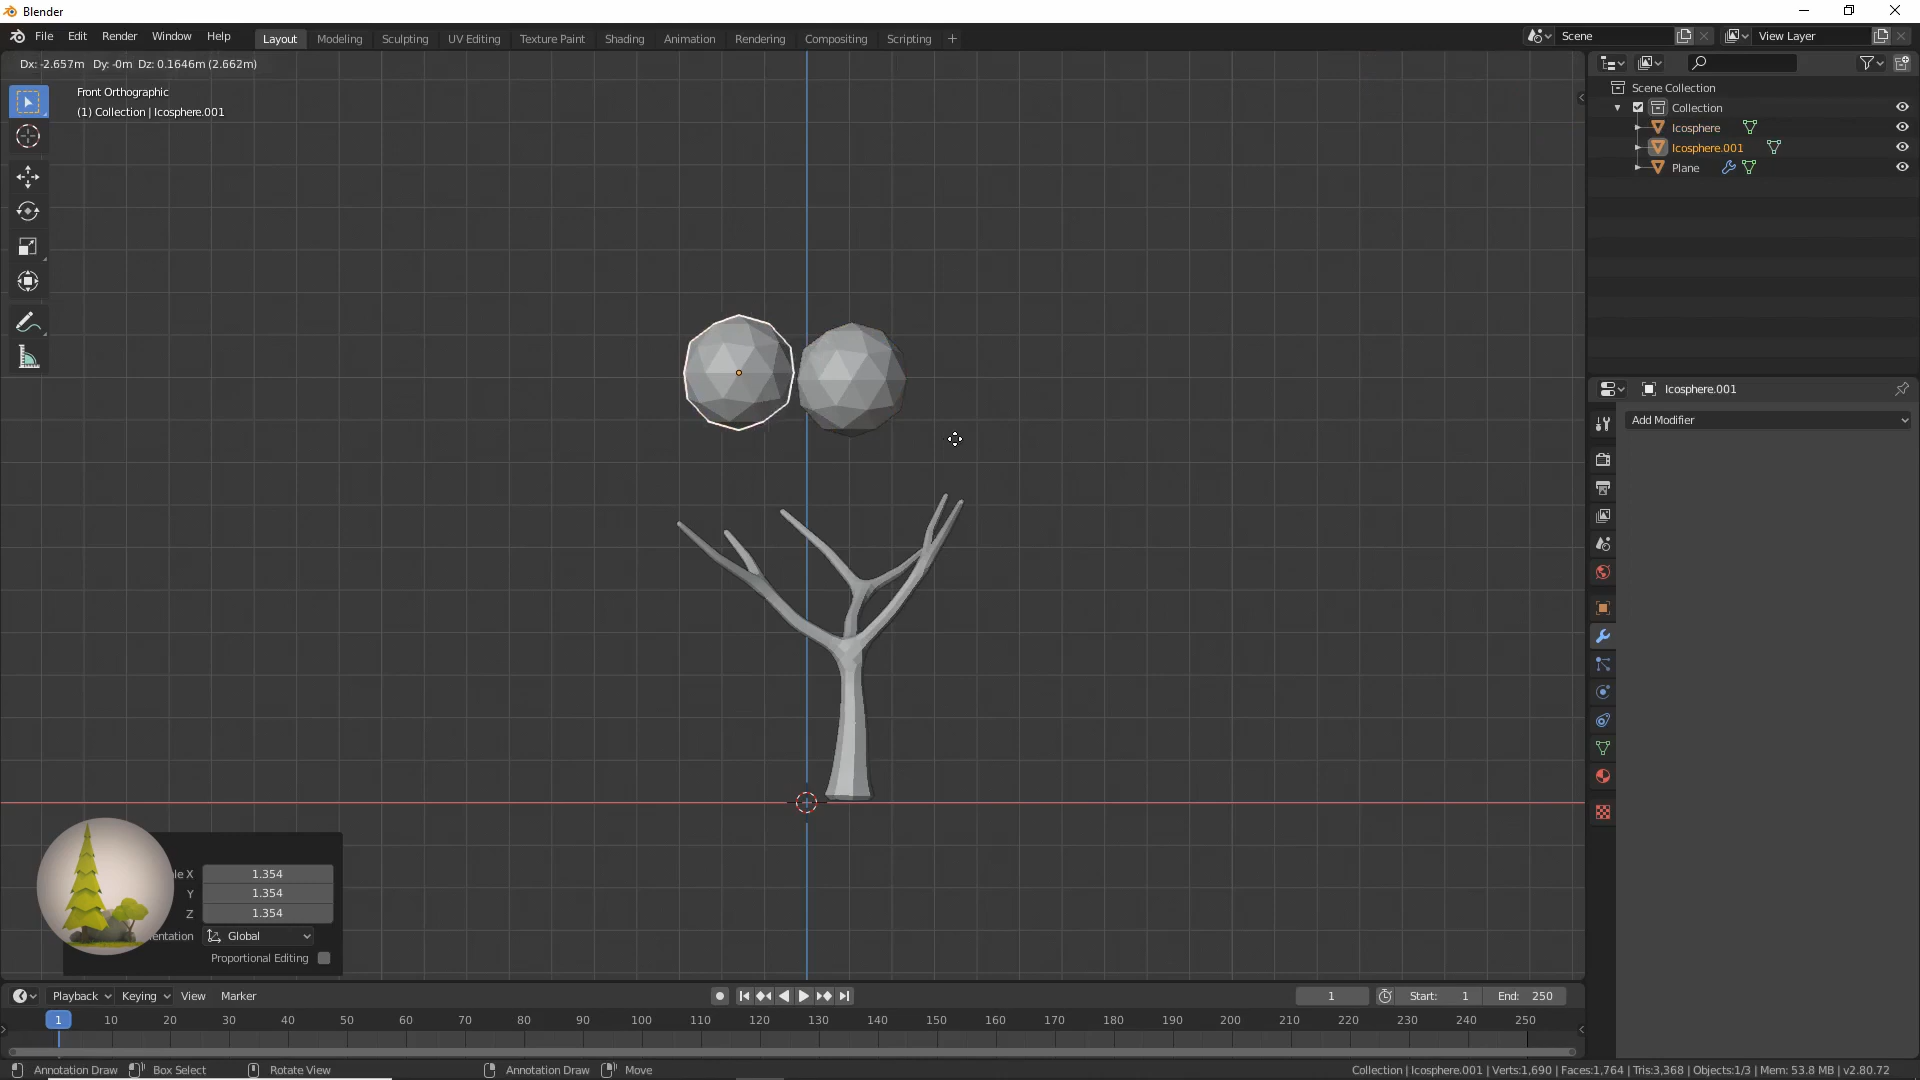 Blender
File Edit Render Window Help
Layout Modeling Sculpting UV Editing Texture Paint Shading Animation Rendering Compositing Scripting +
Scene
View Layer
Dx: -2.657m Dy: -0m Dz: 0.1646m (2.662m)
Front Orthographic
(1) Collection | Icosphere.001
Scene Collection
Collection
Icosphere
Icosphere.001
Plane
Icosphere.001
Add Modifier
le X 1.354
Y 1.354
Z 1.354
entation Global
Proportional Editing
Playback Keying View Marker
1 Start: 1 End: 250
1 10 20 30 40 50 60 70 80 90 100 110 120 130 140 150 160 170 180 190 200 210 220 230 240 250
Annotation Draw Box Select Rotate View Annotation Draw Move
Collection | Icosphere.001 | Verts:1,690 | Faces:1,764 | Tris:3,368 | Objects:1/3 | Mem: 53.8 MB | v2.80.72